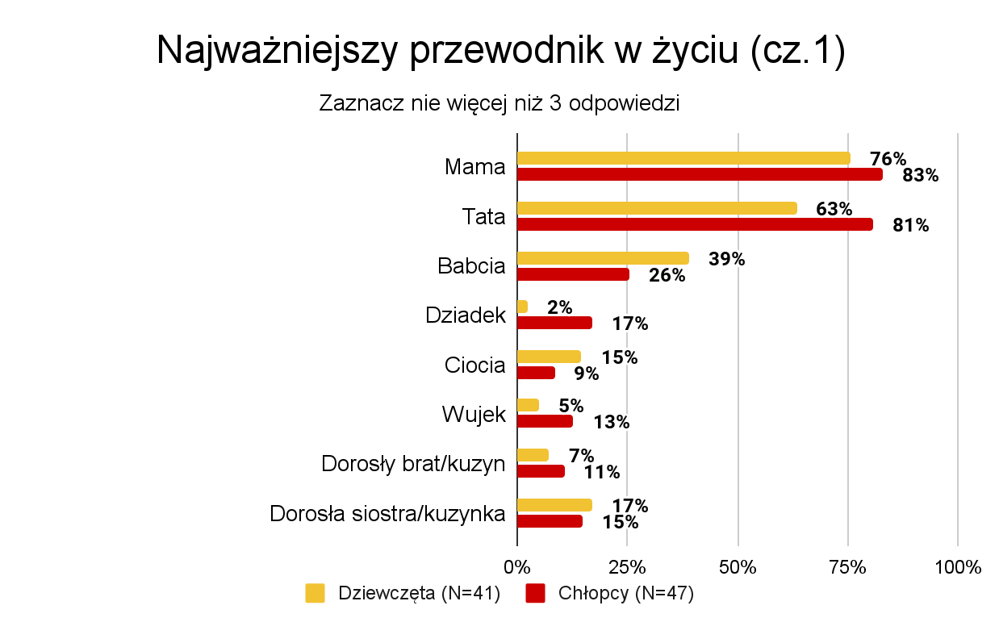 Najważniejszy przewodnik w życiu (cz.1)
Zaznacz nie więcej niż 3 odpowiedzi
Mama 76%
83%
Tata 63%
81%
Babcia 39%
26%
Dziadek 2%
17%
Ciocia 15%
9%
Wujek 5%
13%
Dorosły brat/kuzyn 7%
11%
Dorosła siostra/kuzynka 17%
15%
0% 25% 50% 75% 100%
Dziewczęta (N=41) Chłopcy (N=47)